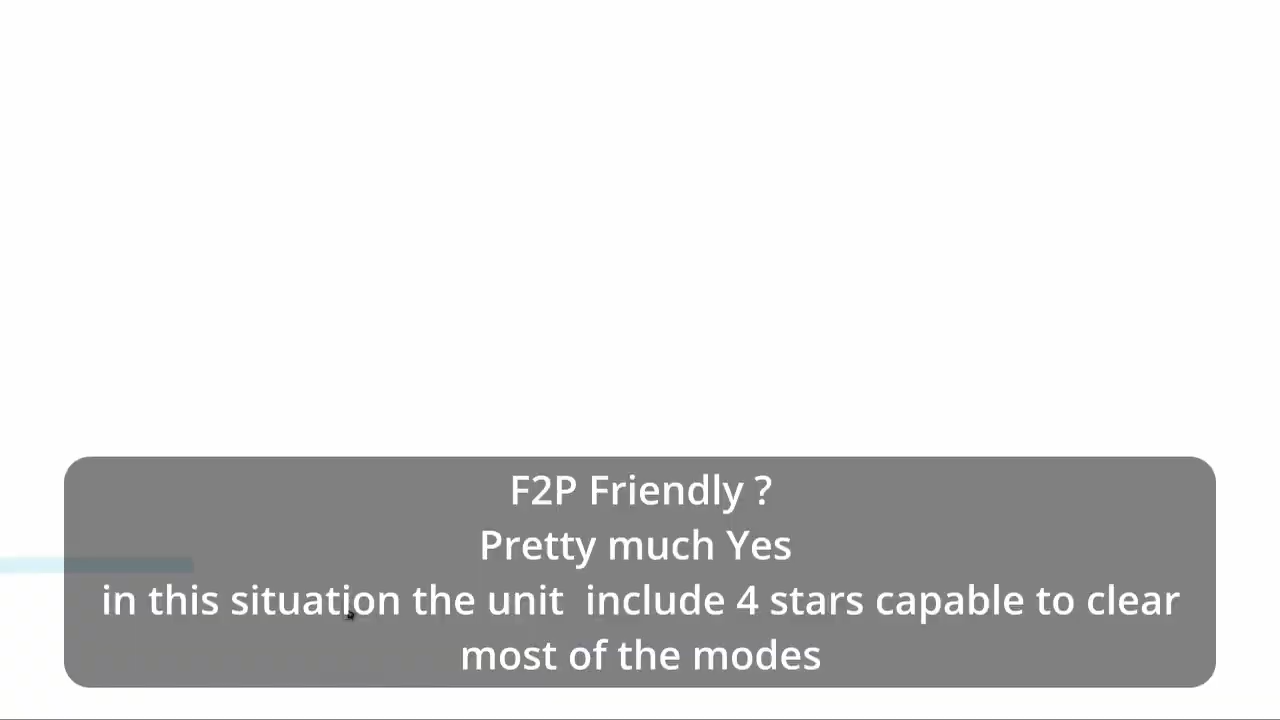 F2P Friendly ?
Pretty much Yes
in this situation the unit  include 4 stars capable to clear
most of the modes